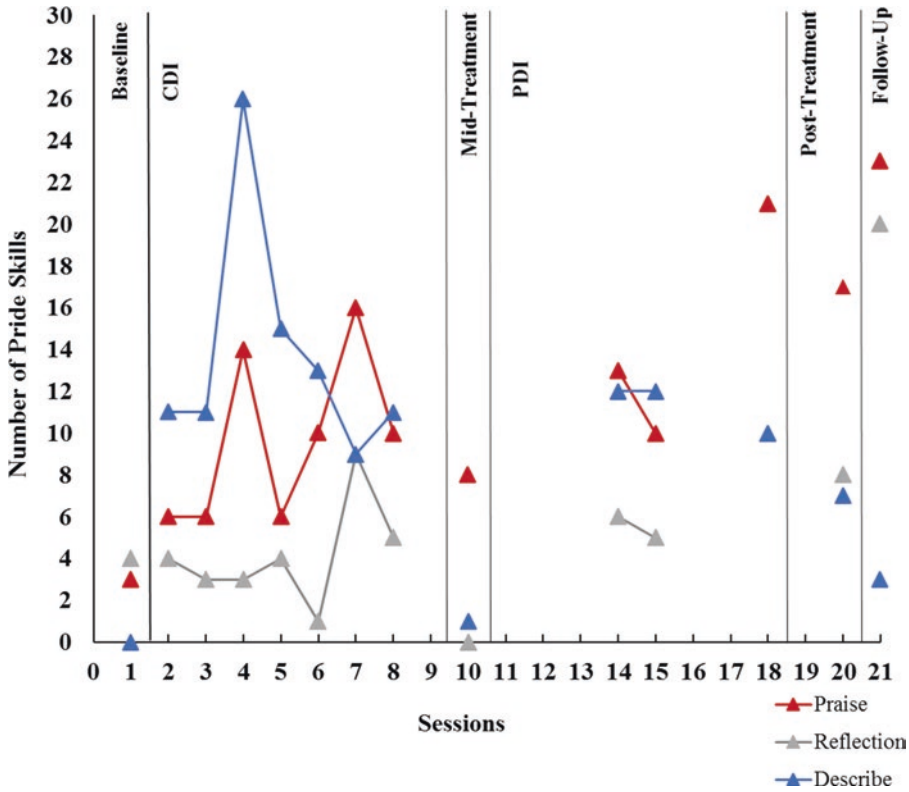 Number of Pride Skills
30
28
26
24
22
20
18
16
14
12
10
8
6
4
2
0
Baseline
CDI
Mid-Treatment
PDI
Post-Treatment
Follow-Up
0 1 2 3 4 5 6 7 8 9 10 11 12 13 14 15 16 17 18 19 20 21
Sessions
Praise
Reflection
Describe